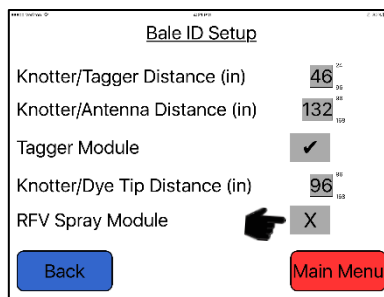 Bale ID Setup
Knotter/Tagger Distance (in) 46
Knotter/Antenna Distance (in) 132
Tagger Module ✔
Knotter/Dye Tip Distance (in) 96
RFV Spray Module X
Back Main Menu